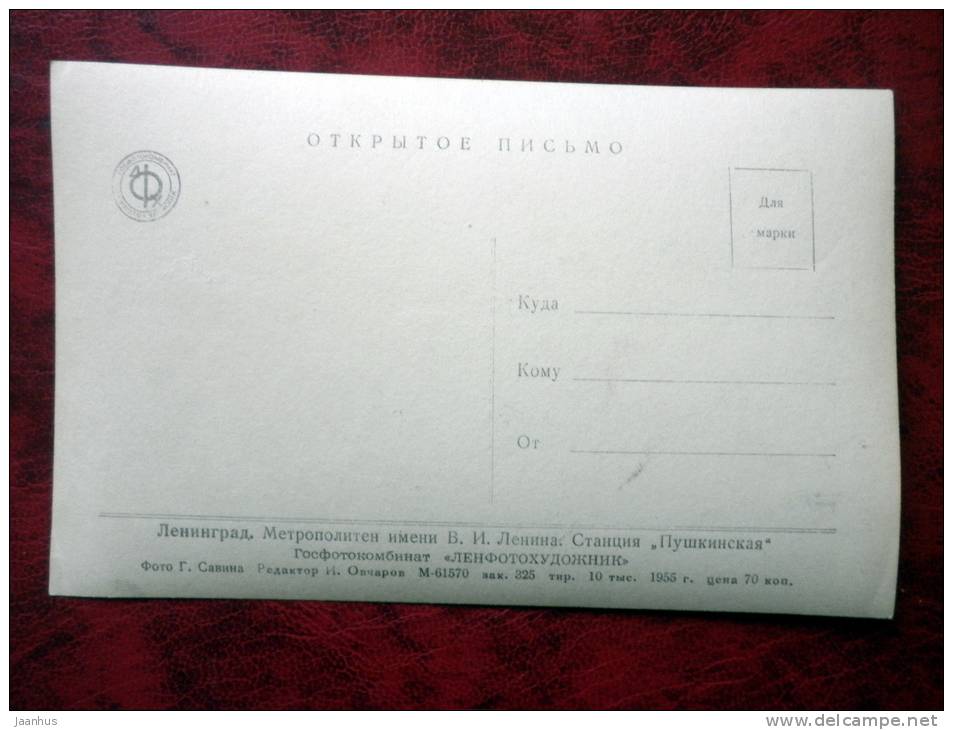 ОТКРЫТОЕ ПИСЬМО
Для
марки
Куда
Кому
От
Ленинград. Метрополитен имени В. И. Ленина. Станция „Пушкинская"
Госфотокомбинат «ЛЕНФОТОХУДОЖНИК»
Фото Г. Савина Редактор И. Овчаров М-61570 зак. 325 тир. 10 тыс. 1955 г. цена 70 коп.
Jaanhus
www.delcampe.net